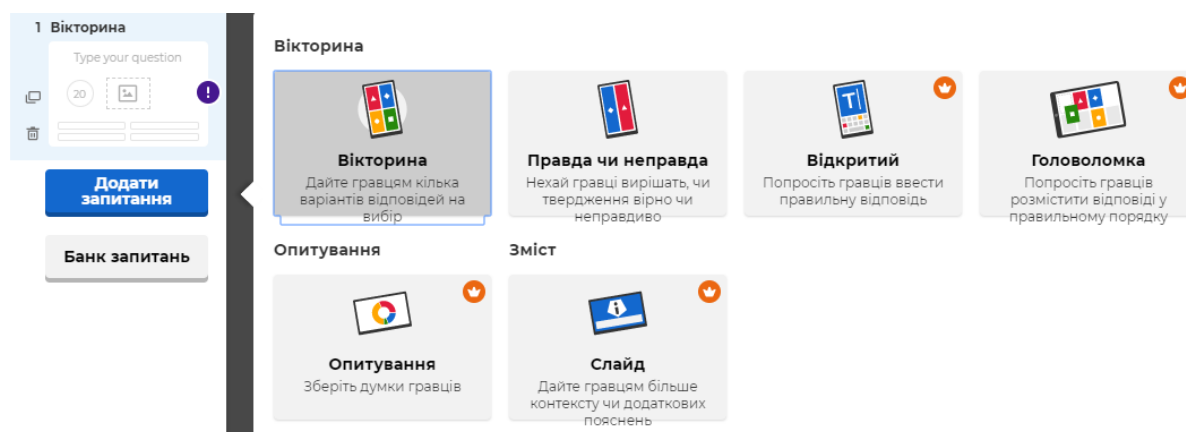 1 Вікторина
Type your question
20
Додати
запитання
Банк запитань
Вікторина
Вікторина
Дайте гравцям кілька
варіантів відповідей на
вибір
Правда чи неправда
Нехай гравці вирішать, чи
твердження вірно чи
неправдиво
Відкритий
Попросіть гравців ввести
правильну відповідь
Головоломка
Попросіть гравців
розмістити відповіді у
правильному порядку
Опитування
Зміст
Опитування
Зберіть думки гравців
Слайд
Дайте гравцям більше
контексту чи додаткових
пояснень